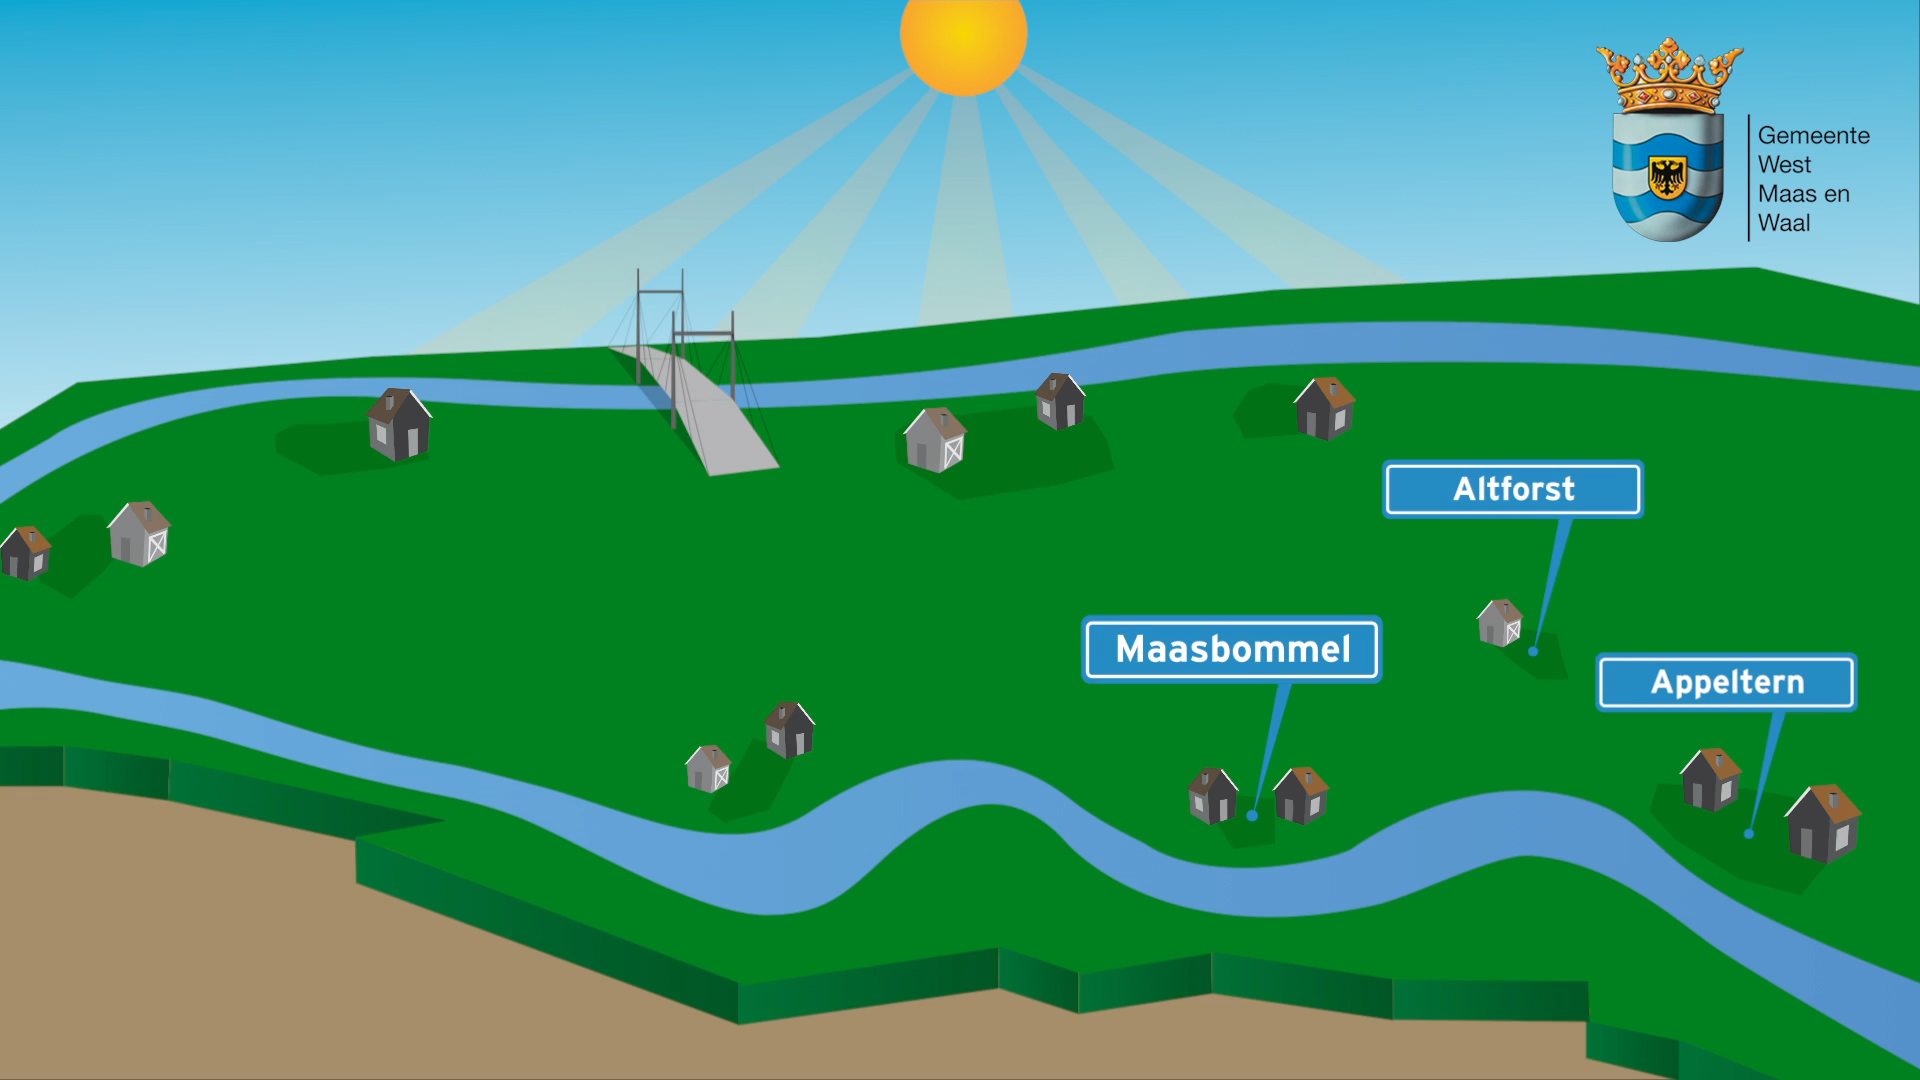 Gemeente
West
Maas en
Waal
Altforst
Maasbommel
Appeltern